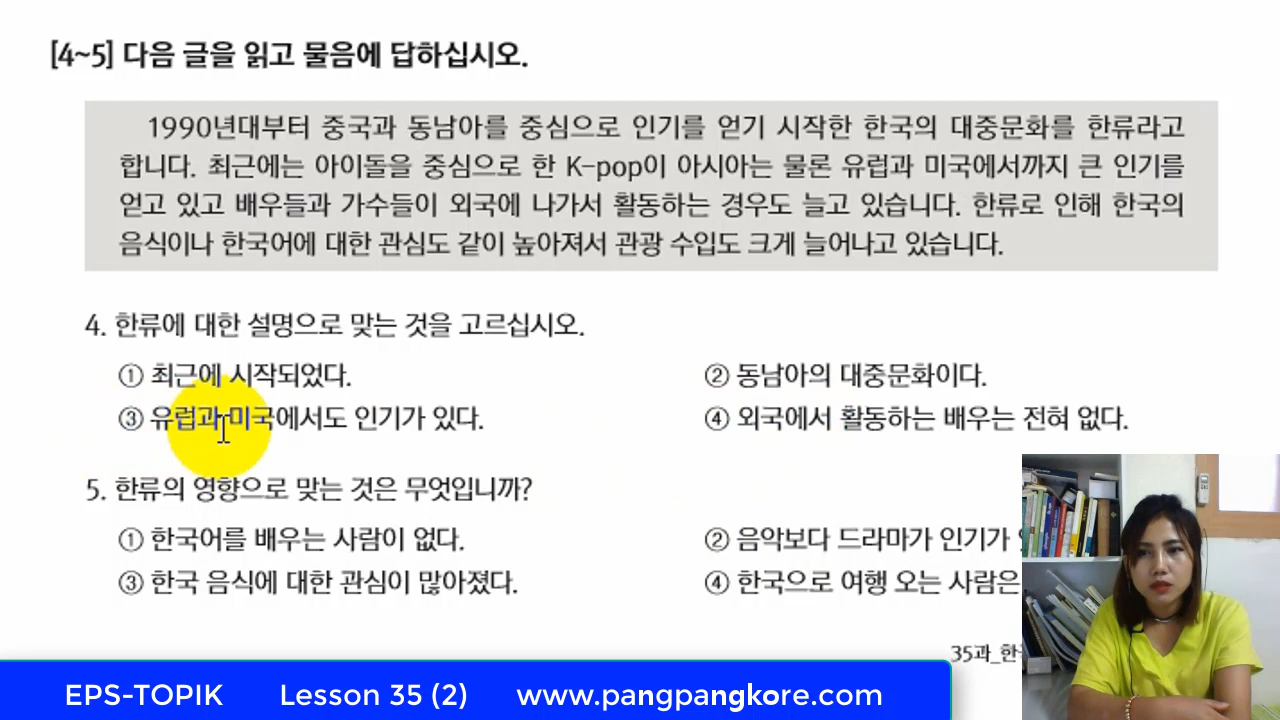 [4~5] 다음 글을 읽고 물음에 답하십시오.
1990년대부터 중국과 동남아를 중심으로 인기를 얻기 시작한 한국의 대중문화를 한류라고
합니다. 최근에는 아이돌을 중심으로 한 K-pop이 아시아는 물론 유럽과 미국에서까지 큰 인기를
얻고 있고 배우들과 가수들이 외국에 나가서 활동하는 경우도 늘고 있습니다. 한류로 인해 한국의
음식이나 한국어에 대한 관심도 같이 높아져서 관광 수입도 크게 늘어나고 있습니다.
4. 한류에 대한 설명으로 맞는 것을 고르십시오.
① 최근에 시작되었다. ② 동남아의 대중문화이다.
③ 유럽과 미국에서도 인기가 있다. ④ 외국에서 활동하는 배우는 전혀 없다.
5. 한류의 영향으로 맞는 것은 무엇입니까?
① 한국어를 배우는 사람이 없다. ② 음악보다 드라마가 인기가
③ 한국 음식에 대한 관심이 많아졌다. ④ 한국으로 여행 오는 사람은
35과_한
EPS-TOPIK Lesson 35 (2) www.pangpangkore.com